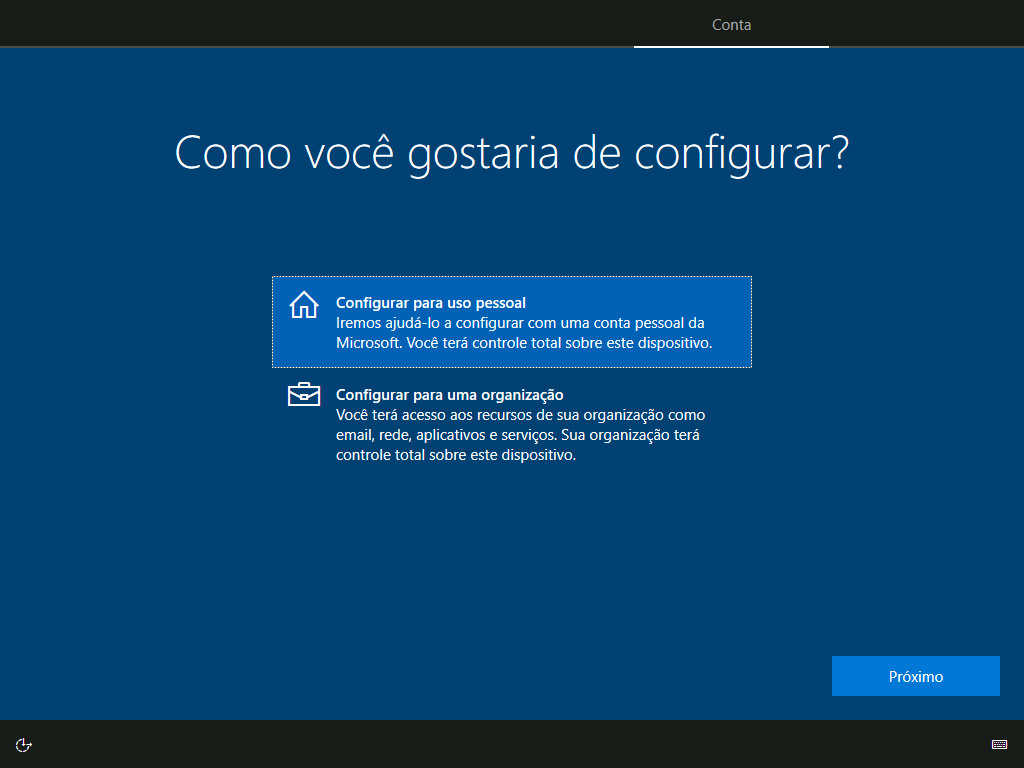 Conta
Como você gostaria de configurar?
Configurar para uso pessoal
Iremos ajudá-lo a configurar com uma conta pessoal da
Microsoft. Você terá controle total sobre este dispositivo.
Configurar para uma organização
Você terá acesso aos recursos de sua organização como
email, rede, aplicativos e serviços. Sua organização terá
controle total sobre este dispositivo.
Próximo